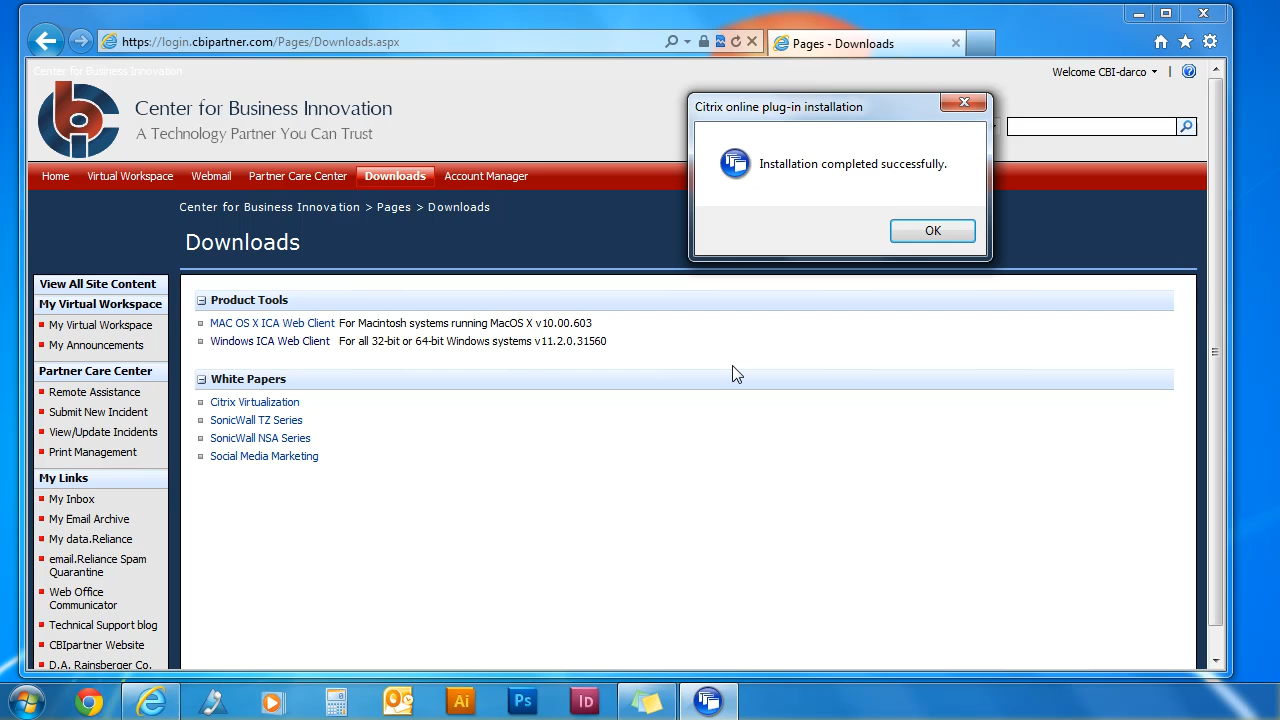 https://login.cbipartner.com/Pages/Downloads.aspx
Pages - Downloads
Center for Business Innovation
Welcome CBI-darco
Center for Business Innovation
A Technology Partner You Can Trust
Citrix online plug-in installation
Installation completed successfully.
OK
Home Virtual Workspace Webmail Partner Care Center Downloads Account Manager
Center for Business Innovation > Pages > Downloads
Downloads
View All Site Content
My Virtual Workspace
My Virtual Workspace
My Announcements
Partner Care Center
Remote Assistance
Submit New Incident
View/Update Incidents
Print Management
My Links
My Inbox
My Email Archive
My data.Reliance
email.Reliance Spam
Quarantine
Web Office
Communicator
Technical Support blog
CBIpartner Website
D.A. Rainsberger Co.
Product Tools
MAC OS X ICA Web Client For Macintosh systems running MacOS X v10.00.603
Windows ICA Web Client For all 32-bit or 64-bit Windows systems v11.2.0.31560
White Papers
Citrix Virtualization
SonicWall TZ Series
SonicWall NSA Series
Social Media Marketing
Ai
Ps
Id